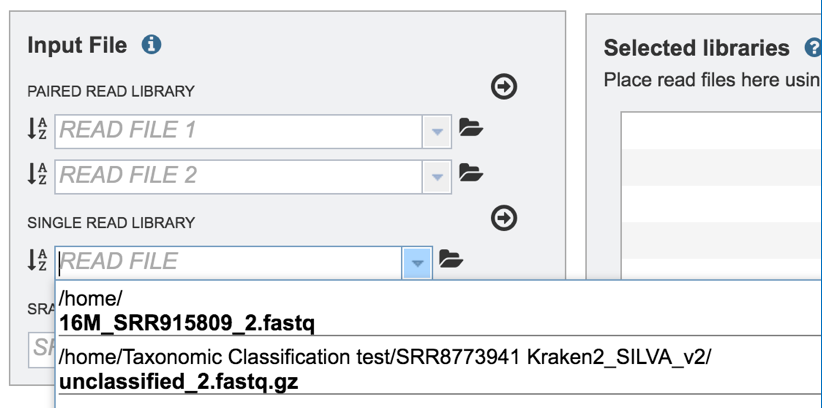 Input File
PAIRED READ LIBRARY
READ FILE 1
READ FILE 2
SINGLE READ LIBRARY
READ FILE
SRA
SR
/home/
16M_SRR915809_2.fastq
/home/Taxonomic Classification test/SRR8773941 Kraken2_SILVA_v2/
unclassified_2.fastq.gz
Selected libraries
Place read files here usin